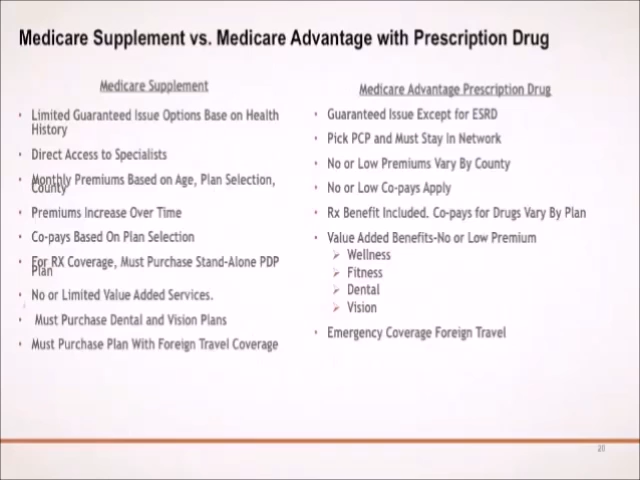 Medicare Supplement vs. Medicare Advantage with Prescription Drug
Medicare Supplement
• Limited Guaranteed Issue Options Base on Health
History
• Direct Access to Specialists
• Monthly Premiums Based on Age, Plan Selection,
County
• Premiums Increase Over Time
• Co-pays Based On Plan Selection
• For RX Coverage, Must Purchase Stand-Alone PDP
Plan
• No or Limited Value Added Services.
• Must Purchase Dental and Vision Plans
• Must Purchase Plan With Foreign Travel Coverage
Medicare Advantage Prescription Drug
• Guaranteed Issue Except for ESRD
• Pick PCP and Must Stay In Network
• No or Low Premiums Vary By County
• No or Low Co-pays Apply
• Rx Benefit Included. Co-pays for Drugs Vary By Plan
• Value Added Benefits-No or Low Premium
➢ Wellness
➢ Fitness
➢ Dental
➢ Vision
• Emergency Coverage Foreign Travel
20